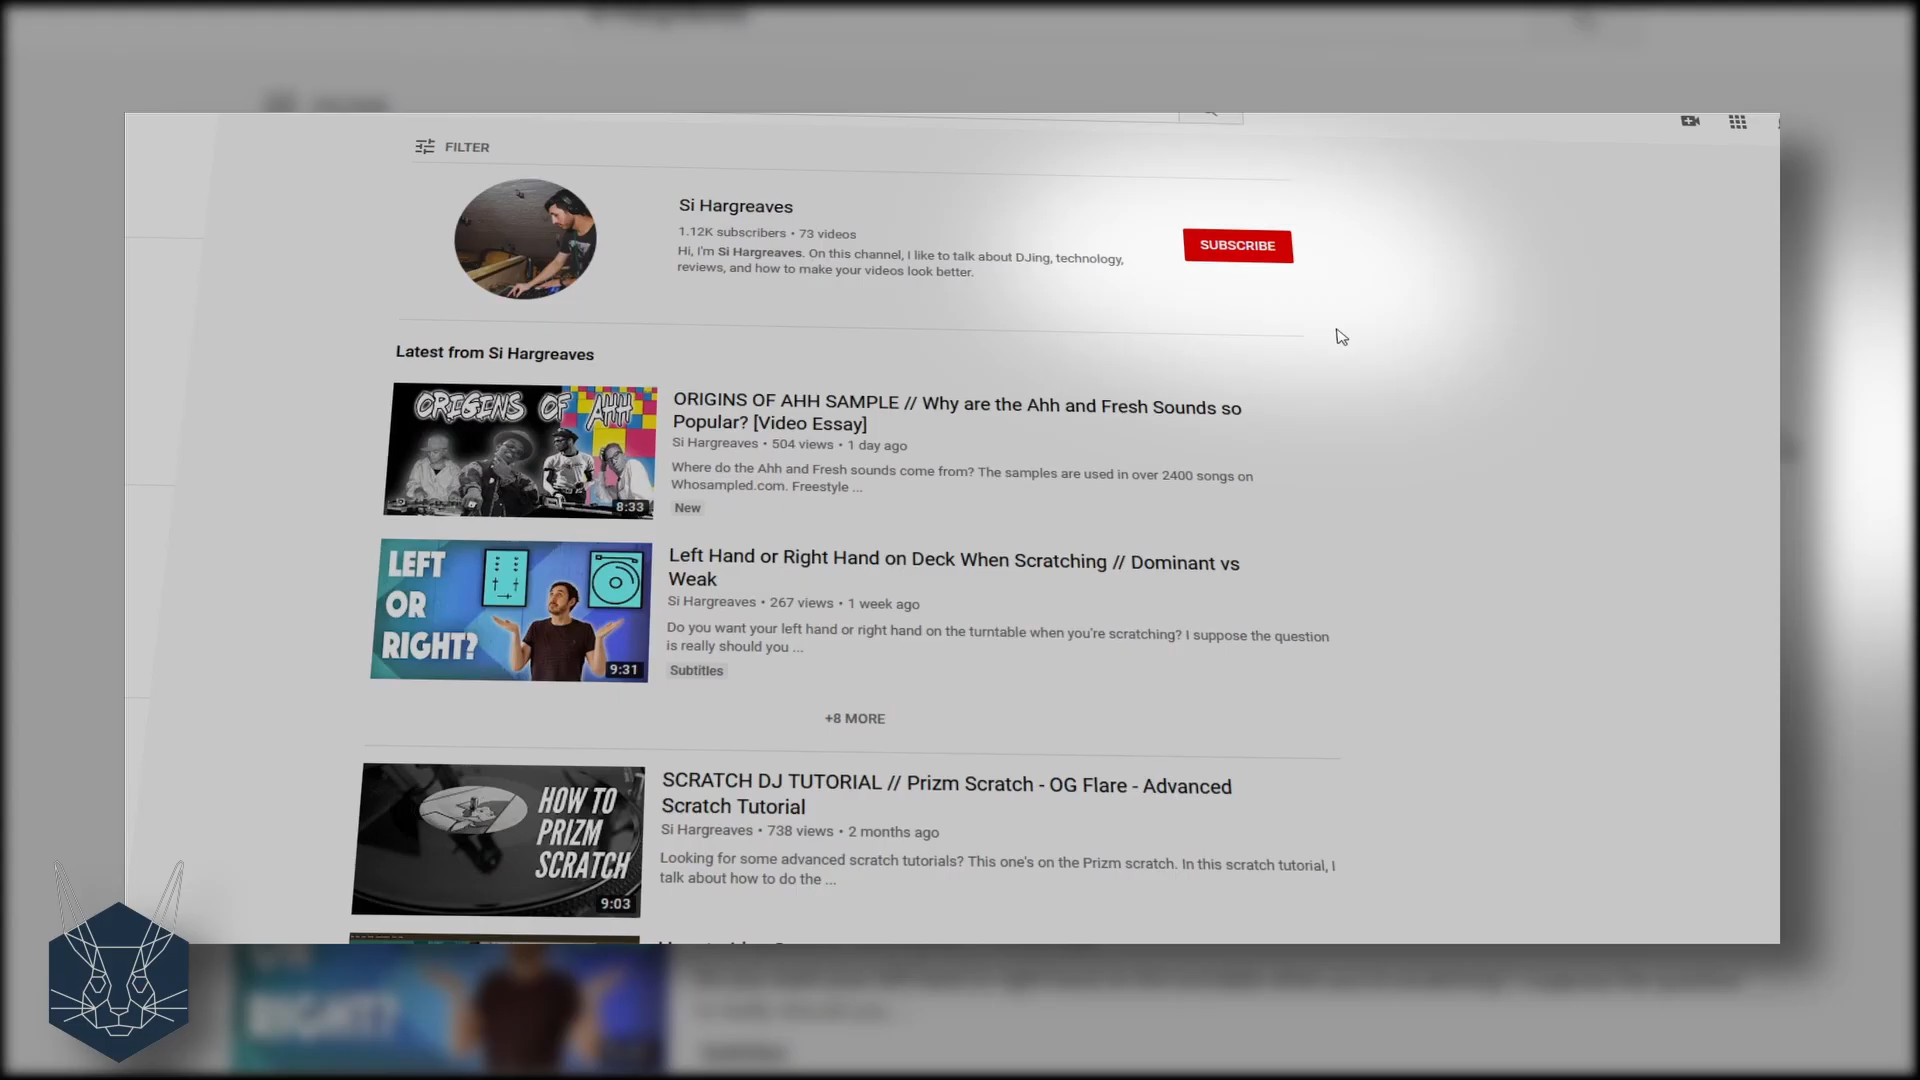 FILTER
Si Hargreaves
1.12K subscribers • 73 videos
Hi, I'm Si Hargreaves. On this channel, I like to talk about DJing, technology,
reviews, and how to make your videos look better.
SUBSCRIBE
Latest from Si Hargreaves
ORIGINS OF AHH
8:33
ORIGINS OF AHH SAMPLE // Why are the Ahh and Fresh Sounds so
Popular? [Video Essay]
Si Hargreaves • 504 views • 1 day ago
Where do the Ahh and Fresh sounds come from? The samples are used in over 2400 songs on
Whosampled.com. Freestyle ...
New
LEFT
OR
RIGHT?
9:31
Left Hand or Right Hand on Deck When Scratching // Dominant vs
Weak
Si Hargreaves • 267 views • 1 week ago
Do you want your left hand or right hand on the turntable when you're scratching? I suppose the question
is really should you ...
Subtitles
+8 MORE
HOW TO
PRIZM
SCRATCH
9:03
SCRATCH DJ TUTORIAL // Prizm Scratch - OG Flare - Advanced
Scratch Tutorial
Si Hargreaves • 738 views • 2 months ago
Looking for some advanced scratch tutorials? This one's on the Prizm scratch. In this scratch tutorial, I
talk about how to do the ...
RIGHT?